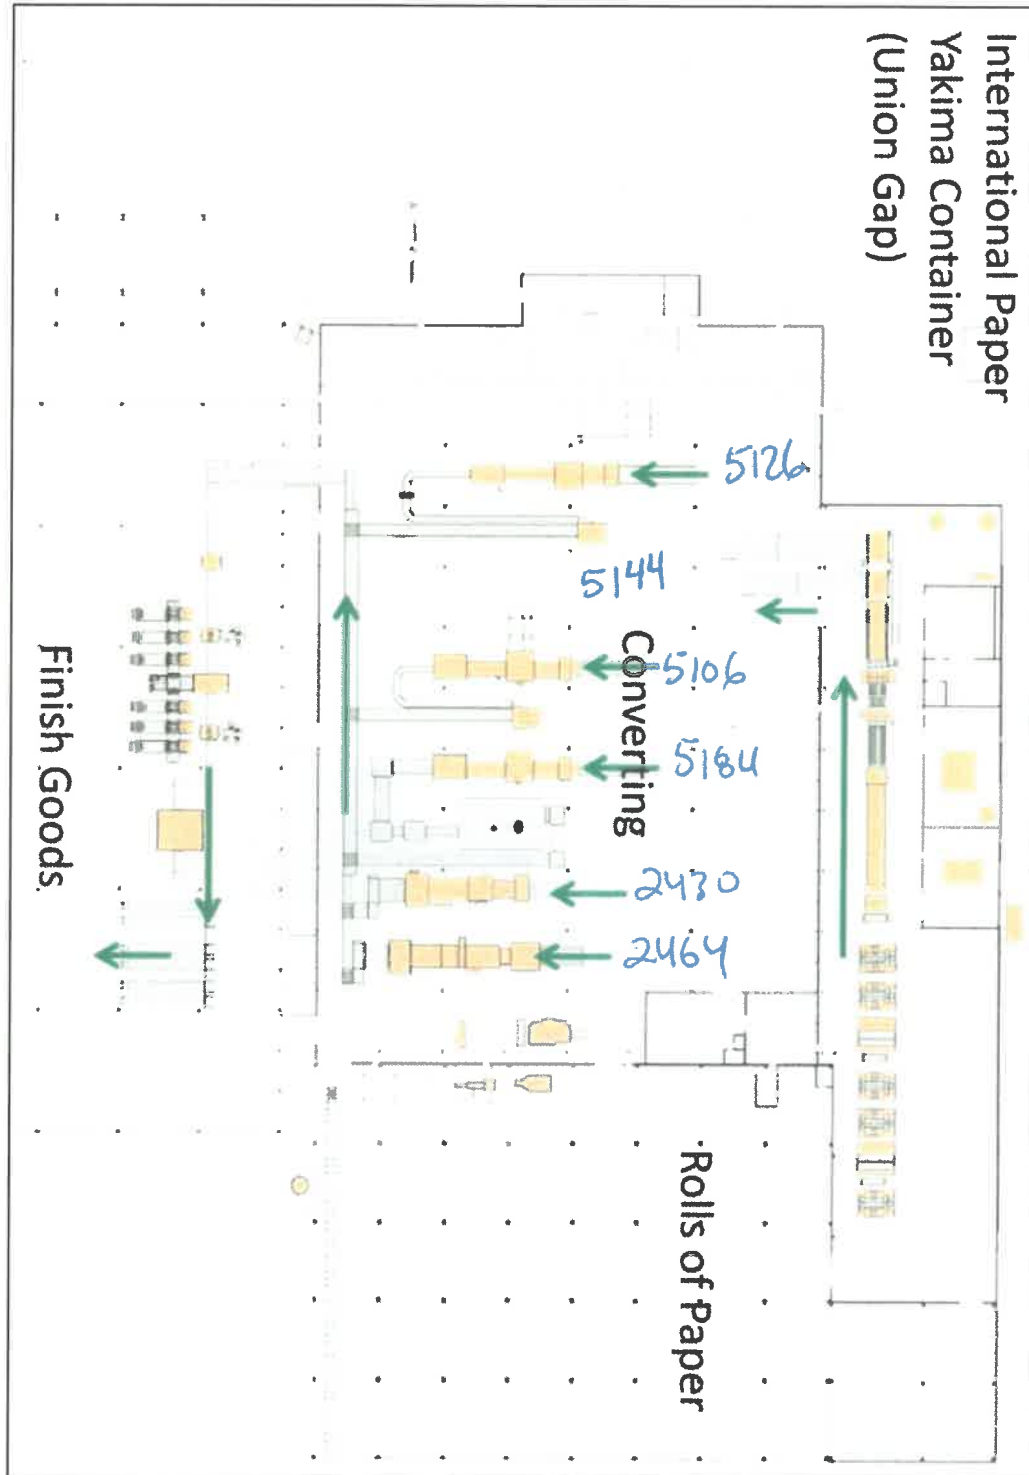 International Paper
Yakima Container
(Union Gap)
5126
5144
Converting
5106
5184
2430
2464
Finish Goods
Rolls of Paper